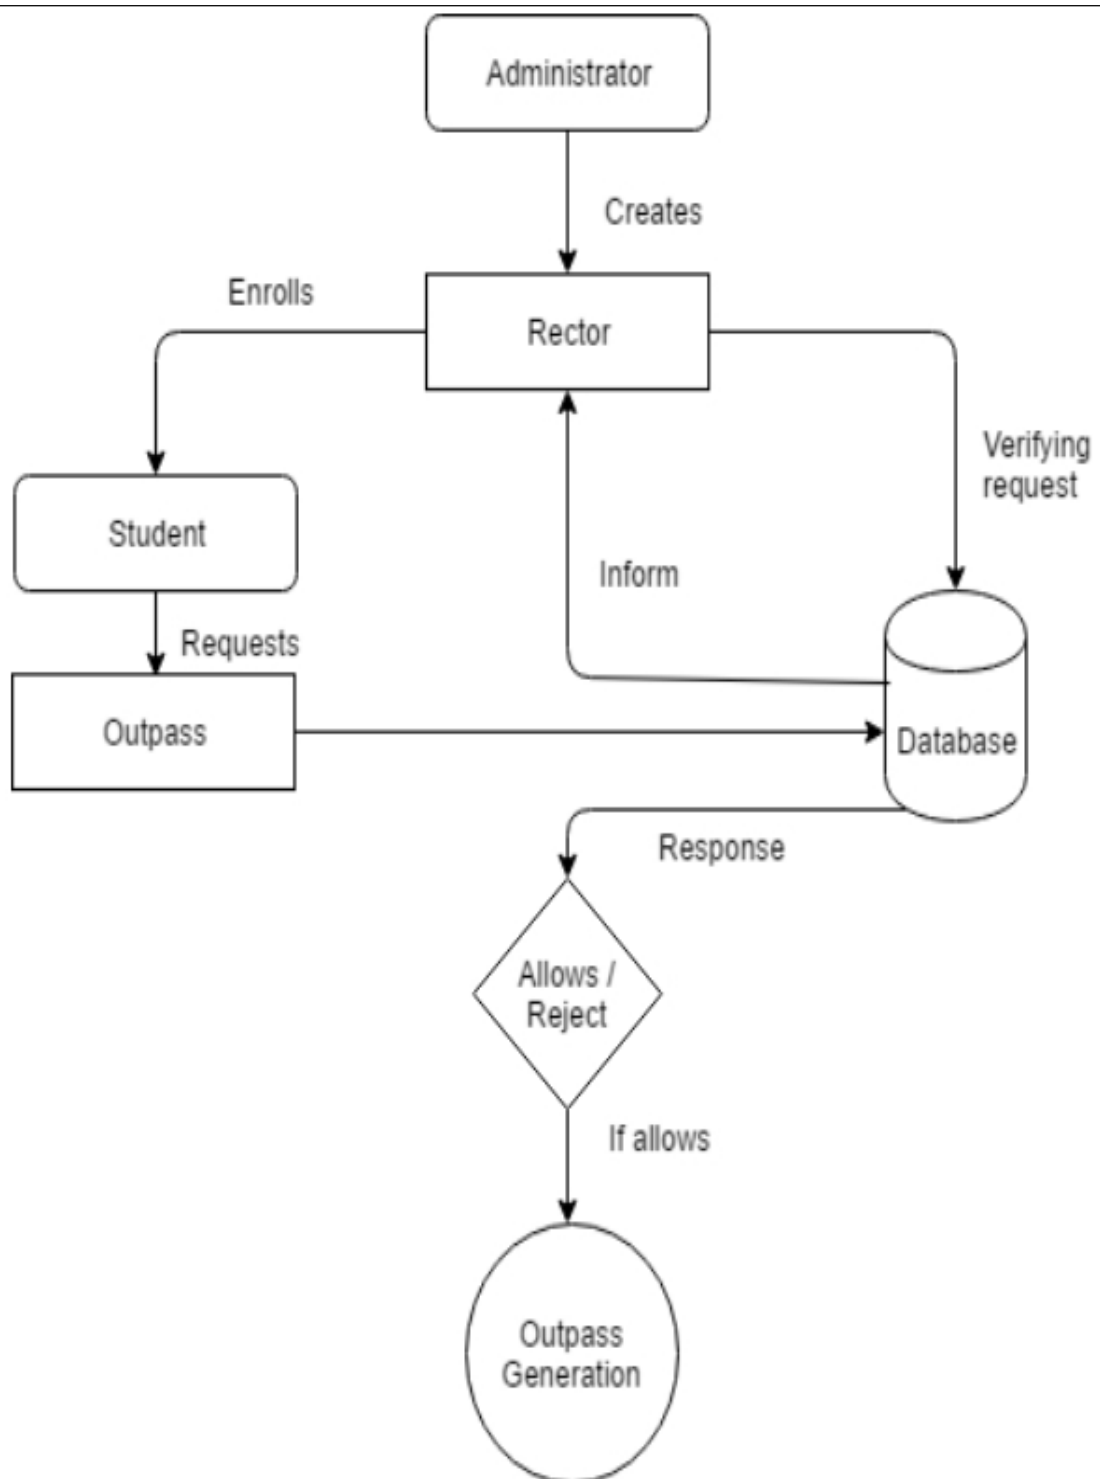 Administrator
Creates
Enrolls
Rector
Verifying
request
Student
Inform
Requests
Outpass
Database
Response
Allows /
Reject
If allows
Outpass
Generation